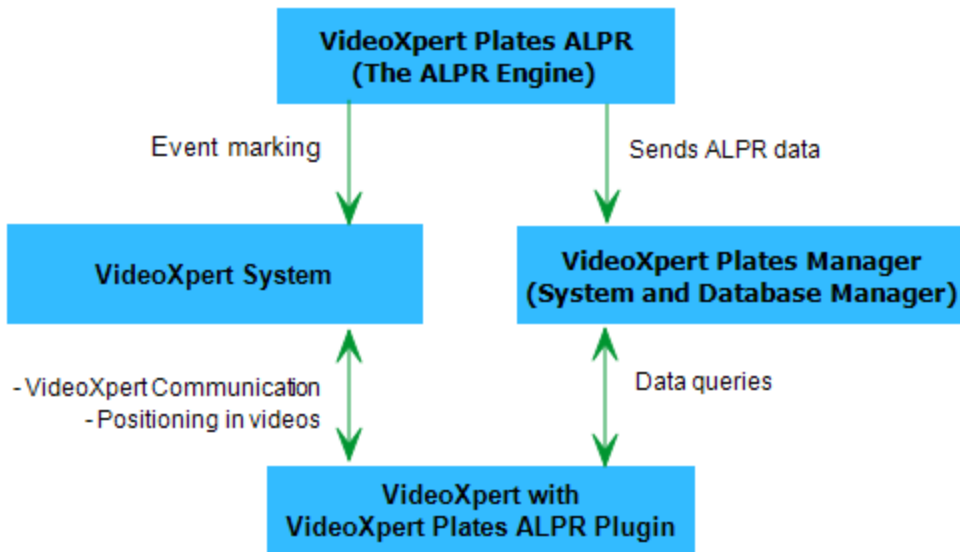 VideoXpert Plates ALPR
(The ALPR Engine)
Event marking
Sends ALPR data
VideoXpert System
VideoXpert Plates Manager
(System and Database Manager)
- VideoXpert Communication
- Positioning in videos
Data queries
VideoXpert with
VideoXpert Plates ALPR Plugin